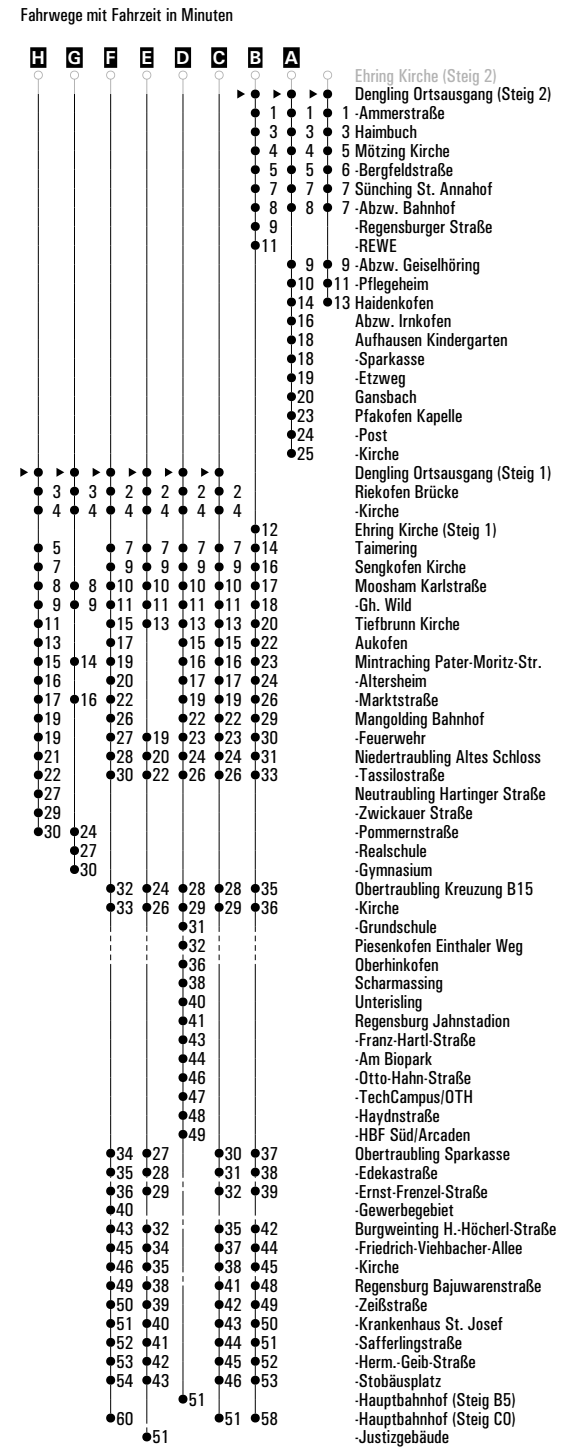 Fahrwege mit Fahrzeit in Minuten
H G F E D C B A
Ehring Kirche (Steig 2)
Dengling Ortsausgang (Steig 2)
1 1 1 -Ammerstraße
3 3 3 Haimbuch
4 4 5 Mötzing Kirche
5 5 6 -Bergfeldstraße
7 7 7 Sünching St. Annahof
8 8 7 -Abzw. Bahnhof
9 -Regensburger Straße
11 -REWE
9 9 -Abzw. Geiselhöring
10 11 -Pflegeheim
14 13 Haidenkofen
16 Abzw. Irnkofen
18 Aufhausen Kindergarten
18 -Sparkasse
19 -Etzweg
20 Gansbach
23 Pfakofen Kapelle
24 -Post
25 -Kirche
Dengling Ortsausgang (Steig 1)
3 3 2 2 2 2 Riekofen Brücke
4 4 4 4 4 4 -Kirche
12 Ehring Kirche (Steig 1)
5 7 7 7 7 14 Taimering
7 9 9 9 9 16 Sengkofen Kirche
8 8 10 10 10 10 17 Moosham Karlstraße
9 9 11 11 11 11 18 -Gh. Wild
11 15 13 13 13 20 Tiefbrunn Kirche
13 17 15 15 22 Aukofen
15 14 19 16 16 23 Mintraching Pater-Moritz-Str.
16 20 17 17 24 -Altersheim
17 16 22 19 19 26 -Marktstraße
19 26 22 22 29 Mangolding Bahnhof
19 27 19 23 23 30 -Feuerwehr
21 28 20 24 24 31 Niedertraubling Altes Schloss
22 30 22 26 26 33 -Tassilostraße
27 Neutraubling Hartinger Straße
29 -Zwickauer Straße
30 24 -Pommernstraße
27 -Realschule
30 -Gymnasium
32 24 28 28 35 Obertraubling Kreuzung B15
33 26 29 29 36 -Kirche
31 -Grundschule
32 Piesenkofen Einthaler Weg
36 Oberhinkofen
38 Scharmassing
40 Unterisling
41 Regensburg Jahnstadion
43 -Franz-Hartl-Straße
44 -Am Biopark
46 -Otto-Hahn-Straße
47 -TechCampus/OTH
48 -Haydnstraße
49 -HBF Süd/Arcaden
34 27 30 37 Obertraubling Sparkasse
35 28 31 38 -Edekastraße
36 29 32 39 -Ernst-Frenzel-Straße
40 -Gewerbegebiet
43 32 35 42 Burgweinting H.-Höcherl-Straße
45 34 37 44 -Friedrich-Viehbacher-Allee
46 35 38 45 -Kirche
49 38 41 48 Regensburg Bajuwarenstraße
50 39 42 49 -Zeißstraße
51 40 43 50 -Krankenhaus St. Josef
52 41 44 51 -Safferlingstraße
53 42 45 52 -Herm.-Geib-Straße
54 43 46 53 -Stobäusplatz
51 -Hauptbahnhof (Steig B5)
60 51 58 -Hauptbahnhof (Steig C0)
51 -Justizgebäude